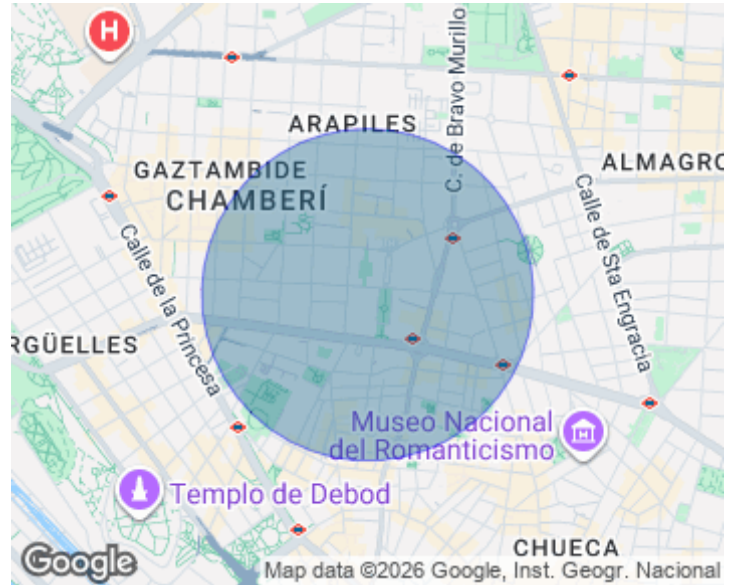 H
C. de Bravo Murillo
ARAPILES
ALMAGRO
GAZTAMBIDE
CHAMBERÍ
Calle de Sta Engracia
Calle de la Princesa
RGÜELLES
Museo Nacional
del Romanticismo
Templo de Debod
CHUECA
Google
Map data ©2026 Google, Inst. Geogr. Nacional